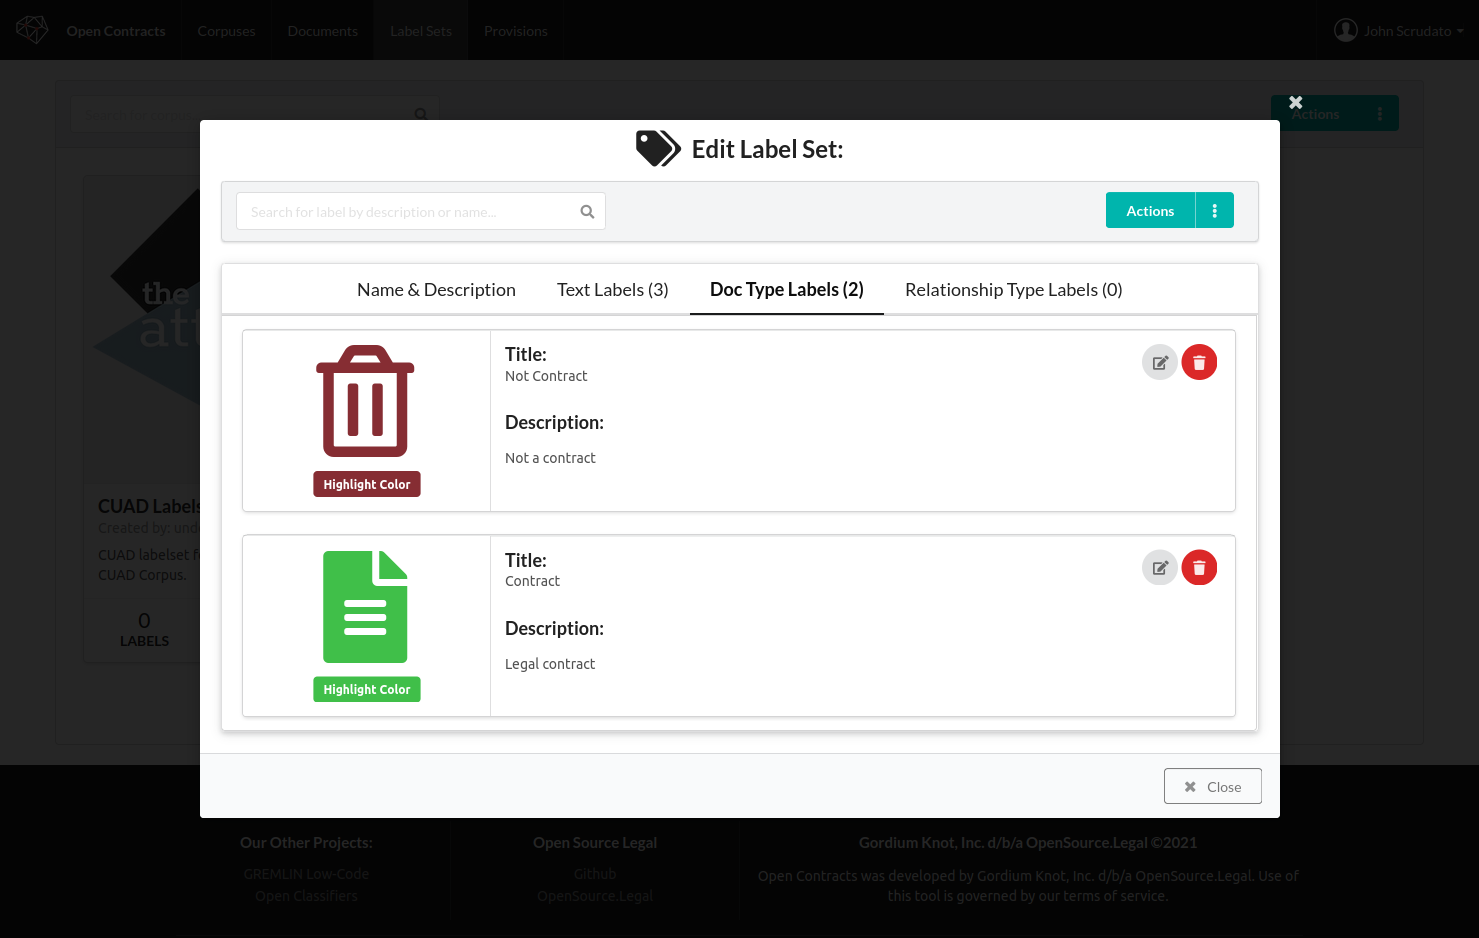 Open Contracts
Corpuses
Documents
Label Sets
Provisions
John Scrudato
Actions
Edit Label Set:
Search for label by description or name...
Actions
Name & Description
Text Labels (3)
Doc Type Labels (2)
Relationship Type Labels (0)
Title:
Not Contract
Description:
Not a contract
Highlight Color
Title:
Contract
Description:
Legal contract
Highlight Color
the
att
CUAD Labels
Created by: und
CUAD labelset f
CUAD Corpus.
0
LABELS
Close
Our Other Projects:
GREMLIN Low-Code
Open Classifiers
Open Source Legal
Github
OpenSource.Legal
Gordium Knot, Inc. d/b/a OpenSource.Legal ©2021
Open Contracts was developed by Gordium Knot, Inc. d/b/a OpenSource.Legal. Use of
this tool is governed by our terms of service.